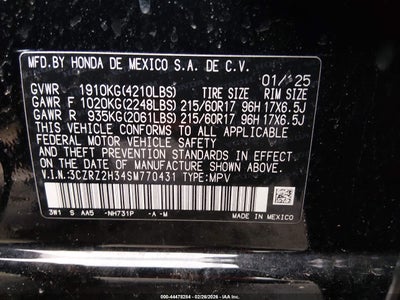 MFD.BY HONDA DE MEXICO S.A. DE C.V.
01/ 25
GVWR 1910KG(4210LBS) TIRE SIZE RIM SIZE
GAWR F 1020KG(2248LBS) 215/60R17 96H 17X6.5J
GAWR R 935KG(2061LBS) 215/60R17 96H 17X6.5J
THIS VEHICLE CONFORMS TO ALL APPLICABLE
FEDERAL MOTOR VEHICLE SAFETY
AND THEFT PREVENTION STANDARDS IN EFFECT
ON THE DATE OF MANUFACTURE SHOWN ABOVE.
V.I.N.:3CZRZ2H34SM770431 TYPE:MPV
3W1 S AA5 -NH731P -A -M
MADE IN MEXICO
000-44478284 - 02/26/2026 - IAA Inc.